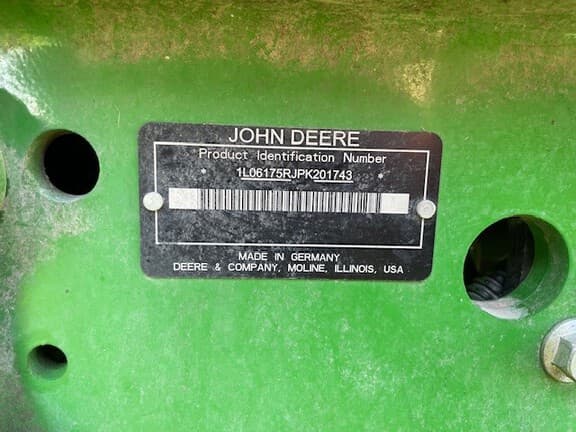 JOHN DEERE
Product Identification Number
1L06175RJPK201743
MADE IN GERMANY
DEERE & COMPANY, MOLINE, ILLINOIS, USA